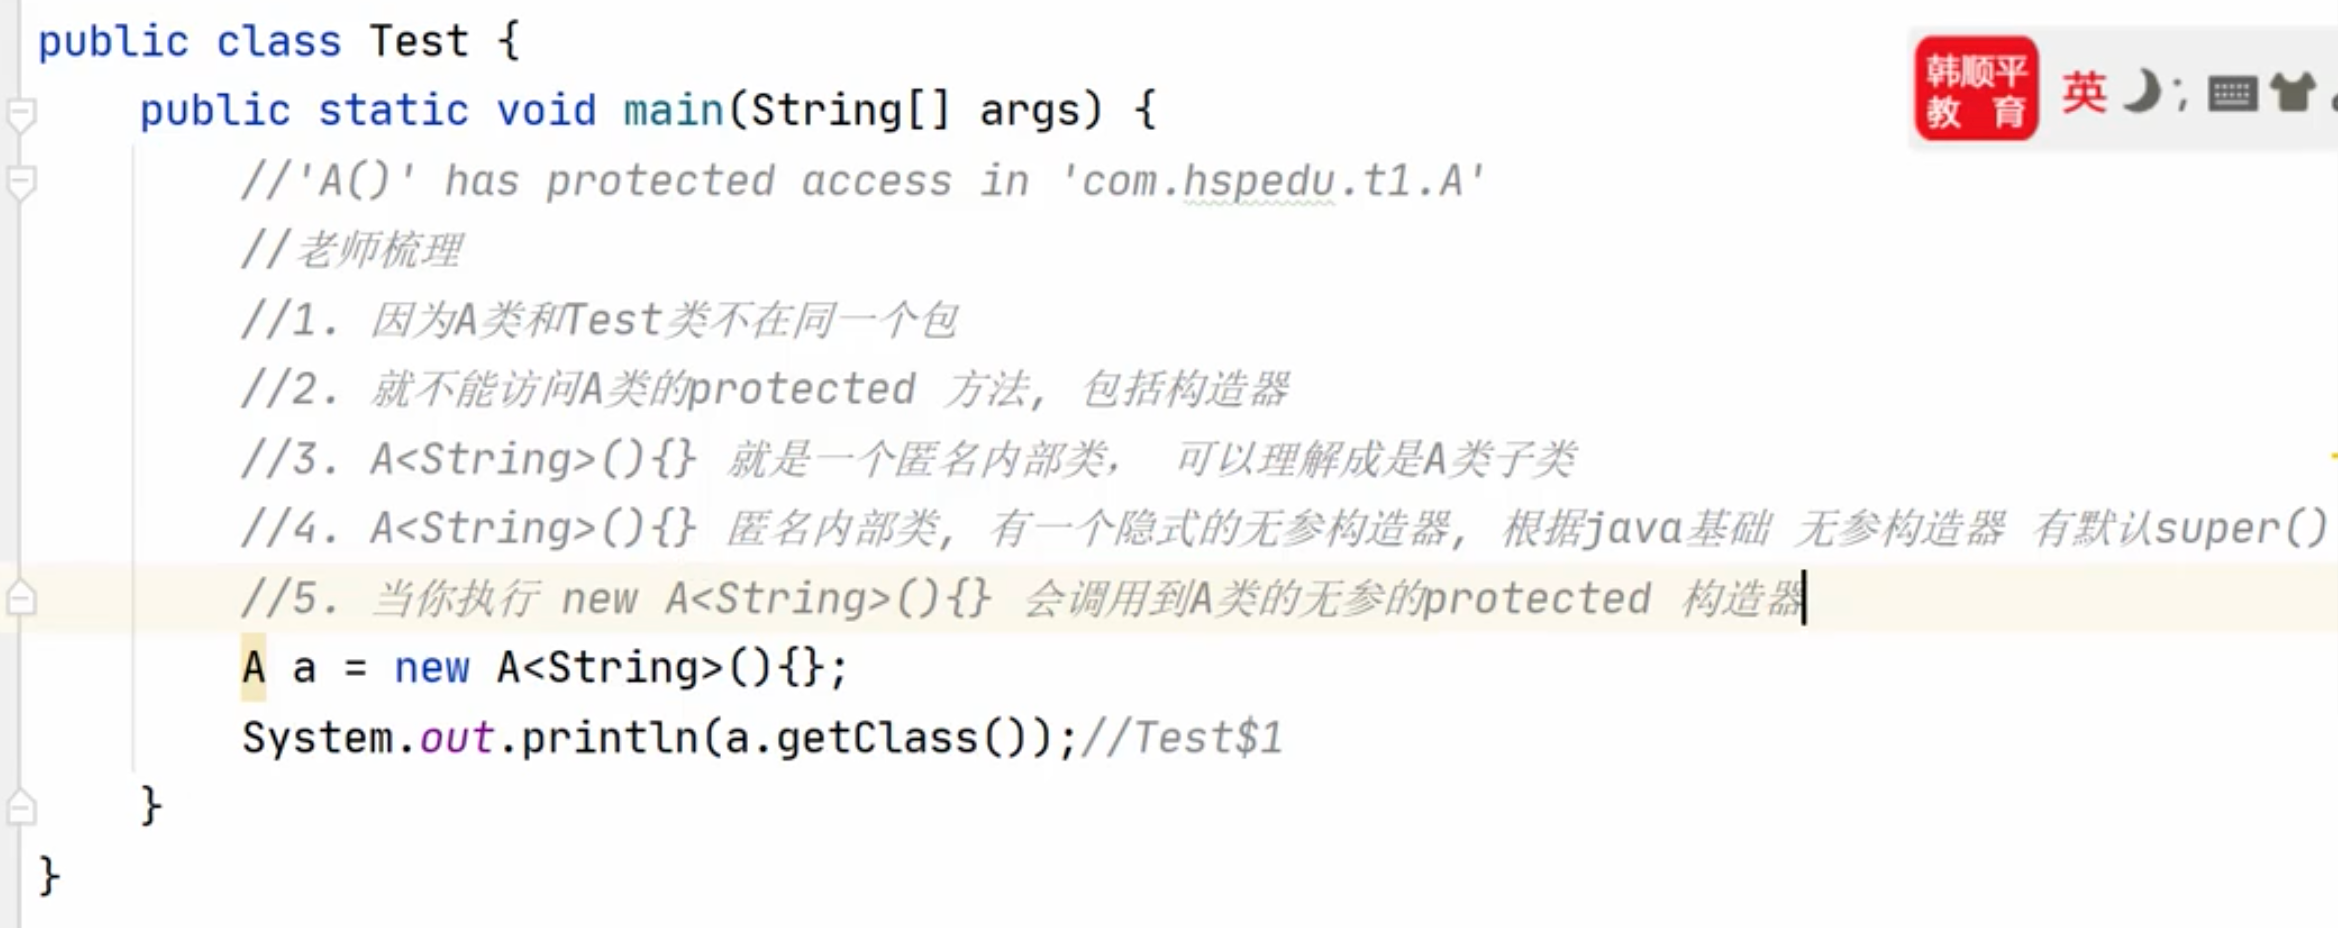 public class Test {
韩顺平
教 育
英
public static void main(String[] args) {
//'A()' has protected access in 'com.hspedu.t1.A'
//老师梳理
//1. 因为A类和Test类不在同一个包
//2. 就不能访问A类的protected 方法, 包括构造器
//3. A<String>(){} 就是一个匿名内部类， 可以理解成是A类子类
//4. A<String>(){} 匿名内部类, 有一个隐式的无参构造器, 根据java基础 无参构造器 有默认super()
//5. 当你执行 new A<String>(){} 会调用到A类的无参的protected 构造器
A a = new A<String>(){};
System.out.println(a.getClass());//Test$1
}
}